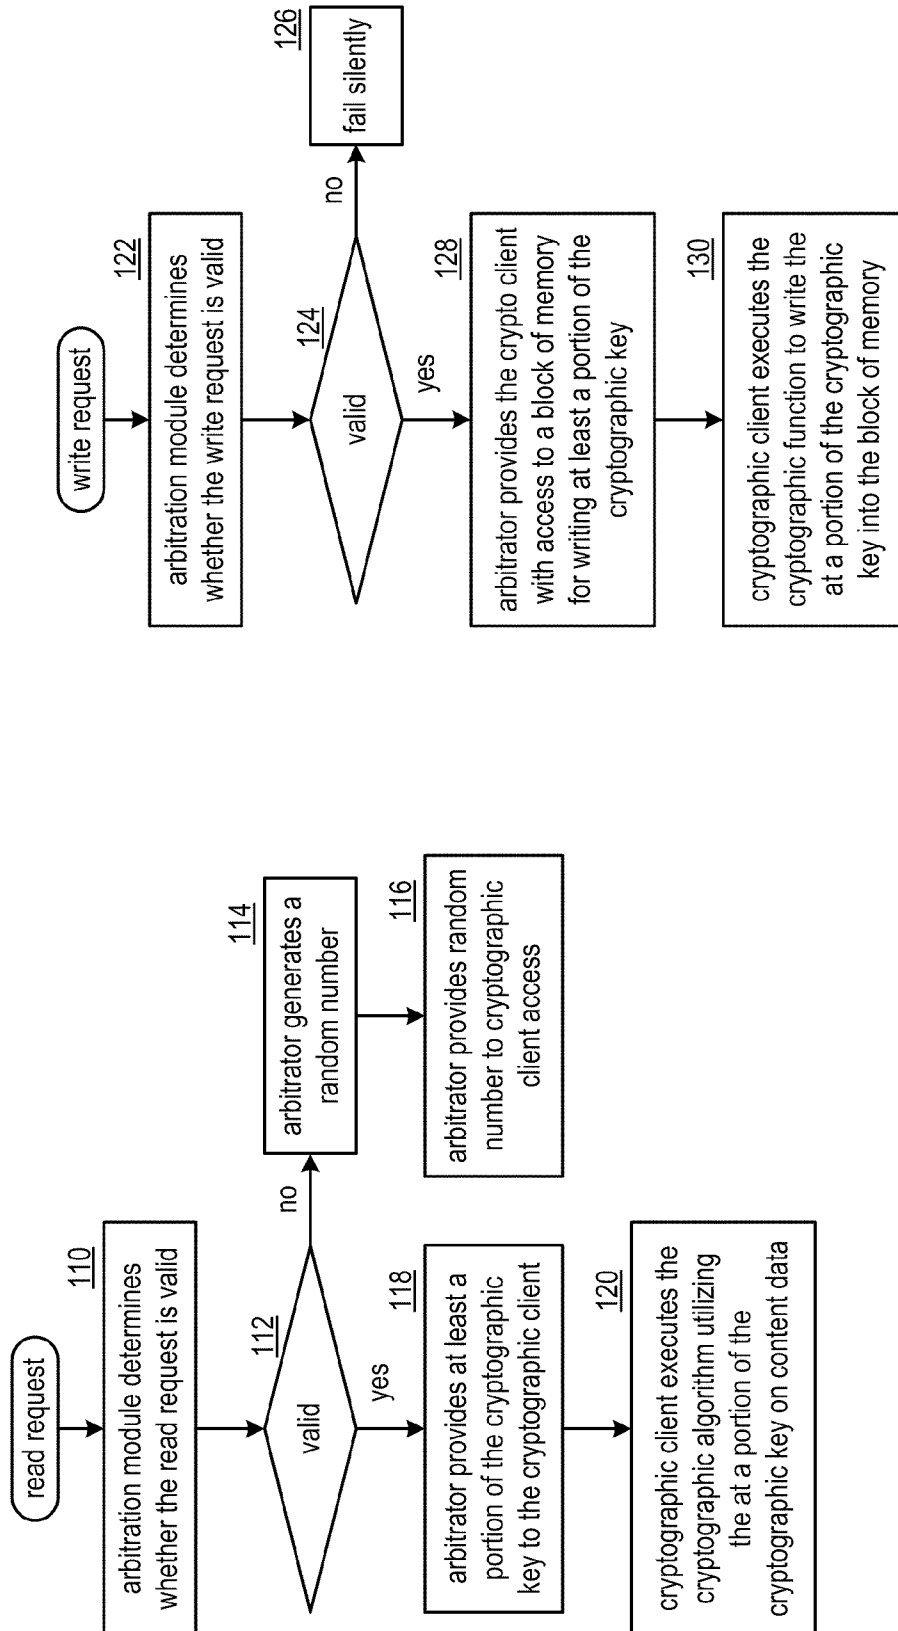 read request
110
arbitration module determines
whether the read request is valid
112
valid
no
yes
114
arbitrator generates a
random number
116
arbitrator provides random
number to cryptographic
client access
118
arbitrator provides at least a
portion of the cryptographic
key to the cryptographic client
120
cryptographic client executes the
cryptographic algorithm utilizing
the at a portion of the
cryptographic key on content data
write request
122
arbitration module determines
whether the write request is valid
124
valid
no
yes
126
fail silently
128
arbitrator provides the crypto client
with access to a block of memory
for writing at least a portion of the
cryptographic key
130
cryptographic client executes the
cryptographic function to write the
at a portion of the cryptographic
key into the block of memory